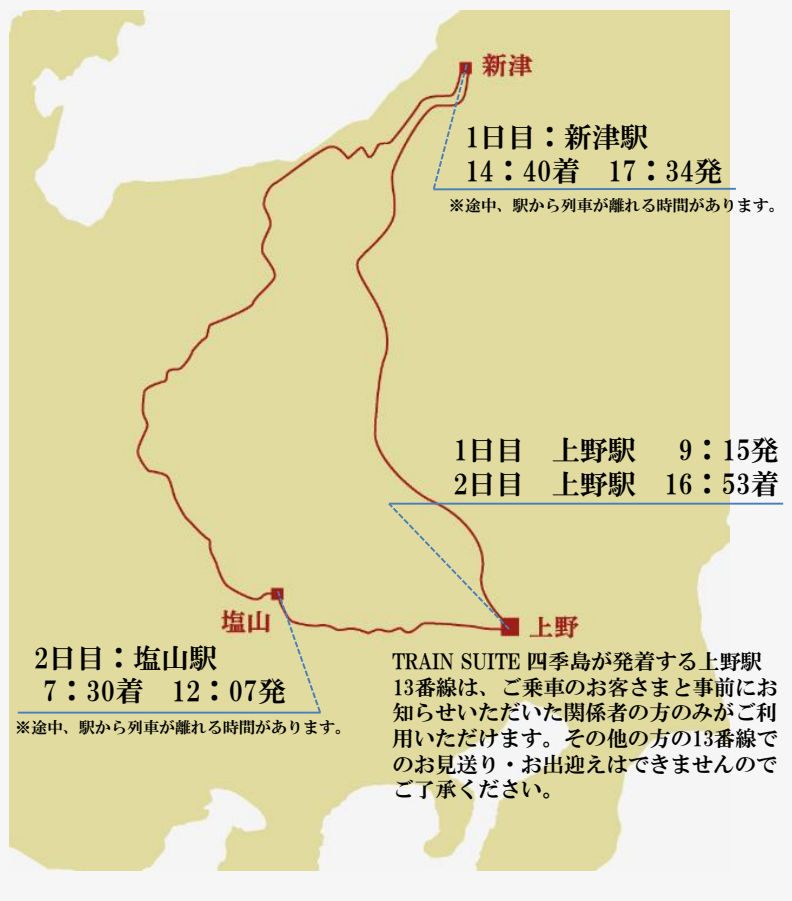 新津
1日目：新津駅
14：40着　17：34発
※途中、駅から列車が離れる時間があります。
1日目　上野駅　9：15発
2日目　上野駅　16：53着
塩山
上野
2日目：塩山駅
7：30着　12：07発
※途中、駅から列車が離れる時間があります。
TRAIN SUITE 四季島が発着する上野駅
13番線は、ご乗車のお客さまと事前にお
知らせいただいた関係者の方のみがご利
用いただけます。その他の方の13番線で
のお見送り・お出迎えはできませんので
ご了承ください。